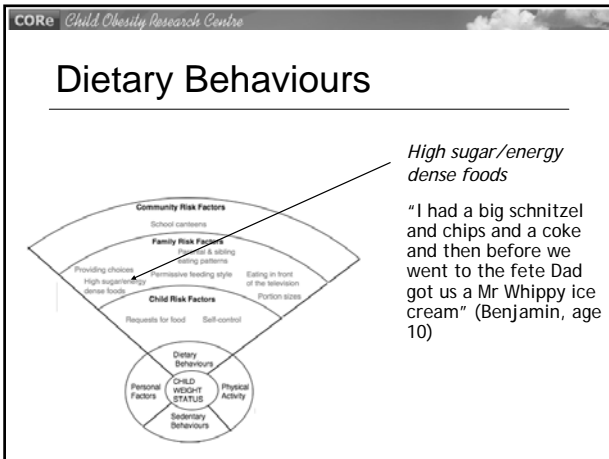 CORe Child Obesity Research Centre
Dietary Behaviours
High sugar/energy
dense foods
"I had a big schnitzel
and chips and a coke
and then before we
went to the fete Dad
got us a Mr Whippy ice
cream" (Benjamin, age
10)
Community Risk Factors
School canteens
Family Risk Factors
Parental & sibling
eating patterns
Providing choices
High sugar/energy
dense foods
Permissive feeding style
Eating in front
of the television
Portion sizes
Child Risk Factors
Requests for food
Self-control
Dietary
Behaviours
Personal
Factors
CHILD
WEIGHT
STATUS
Physical
Activity
Sedentary
Behaviours